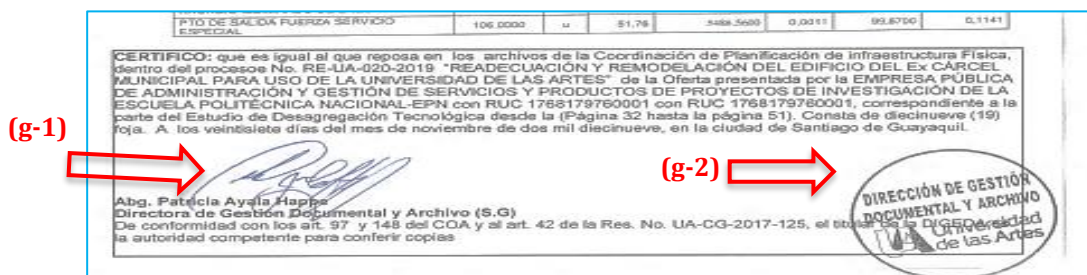 PTO DE SALIDA FUERZA SERVICIO ESPECIAL 106.0000 u 51,76 5486.5600 0,0011 99.8700 0,1141
CERTIFICO: que es igual al que reposa en los archivos de la Coordinación de Planificación de infraestructura Física,
dentro del procesoe No. RE-UA-020-2019 "READECUACIÓN Y REMODELACIÓN DEL EDIFICIO DEL Ex CÁRCEL
MUNICIPAL PARA USO DE LA UNIVERSIDAD DE LAS ARTES" de la Oferta presentada por la EMPRESA PÚBLICA
DE ADMINISTRACIÓN Y GESTIÓN DE SERVICIOS Y PRODUCTOS DE PROYECTOS DE INVESTIGACIÓN DE LA
ESCUELA POLITÉCNICA NACIONAL-EPN con RUC 1768179760001 con RUC 1768179760001, correspondiente a la
parte del Estudio de Desagregación Tecnológica desde la (Página 32 hasta la página 51). Consta de diecinueve (19)
foja. A los veintisiete días del mes de noviembre de dos mil diecinueve, en la ciudad de Santiago de Guayaquil.
(g-1)
(g-2)
Abg. Patricia Ayala Happe
Directora de Gestión Documental y Archivo (S.G)
De conformidad con los art. 97 y 148 del COA y al art. 42 de la Res. No. UA-CG-2017-125, el titular de la DIGEDA
la autoridad competente para conferir copias
DIRECCIÓN DE GESTIÓN
DOCUMENTAL Y ARCHIVO
UA Universidad
de las Artes